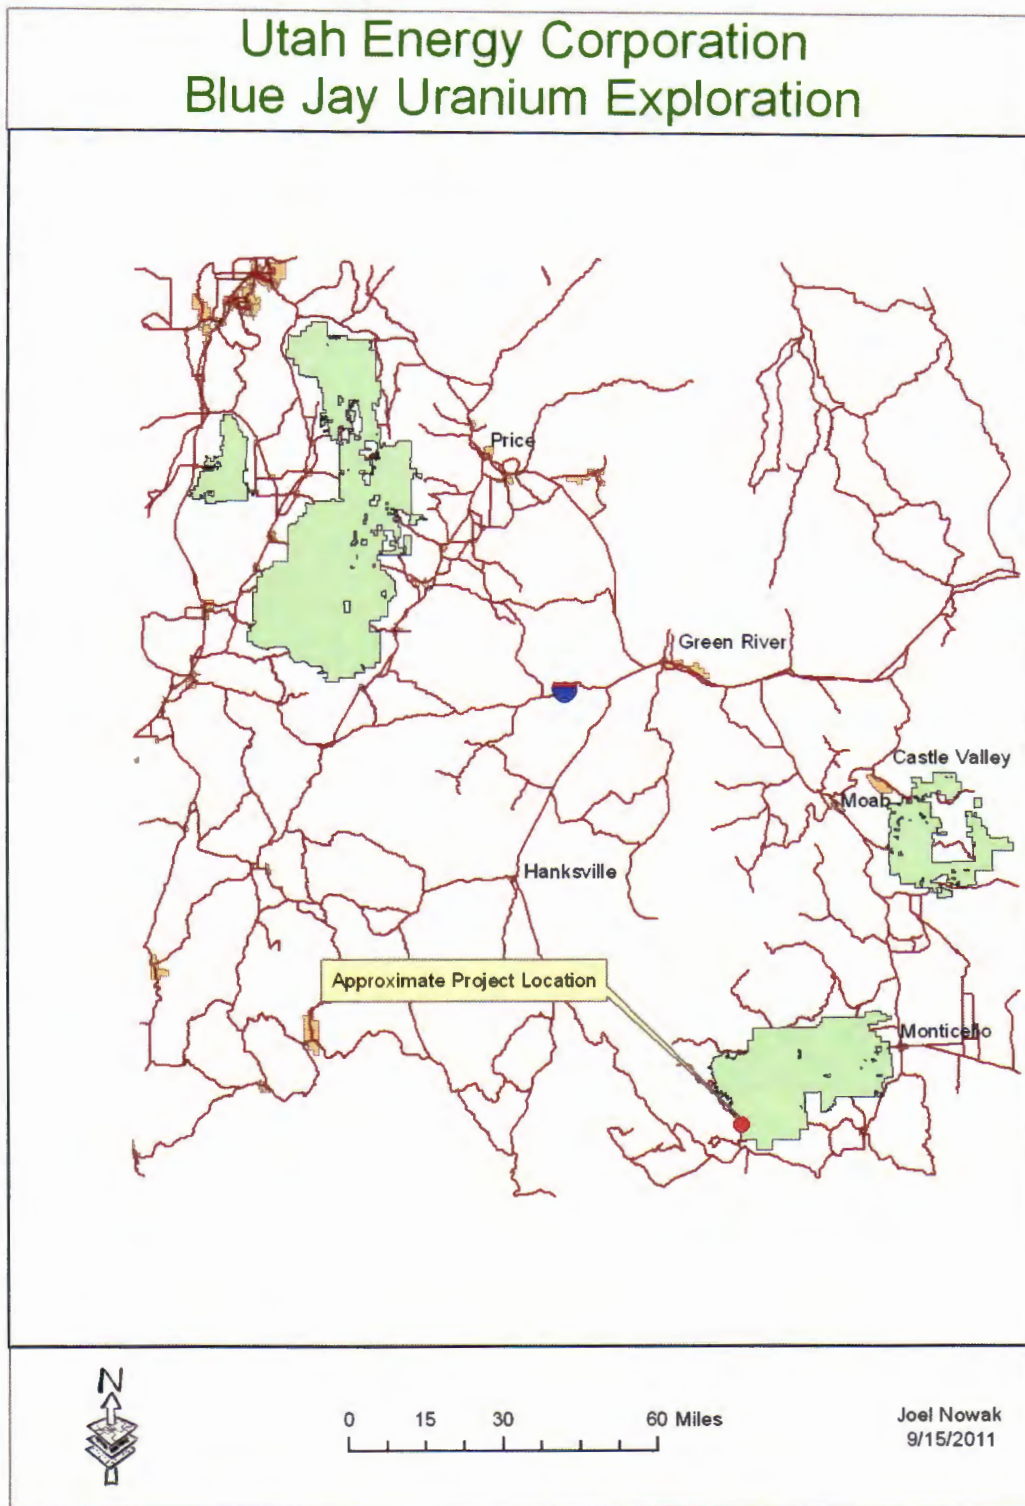 Utah Energy Corporation
Blue Jay Uranium Exploration
Price
Green River
Castle Valley
Moab
Hanksville
Approximate Project Location
Monticello
N
0 15 30 60 Miles
Joel Nowak
9/15/2011